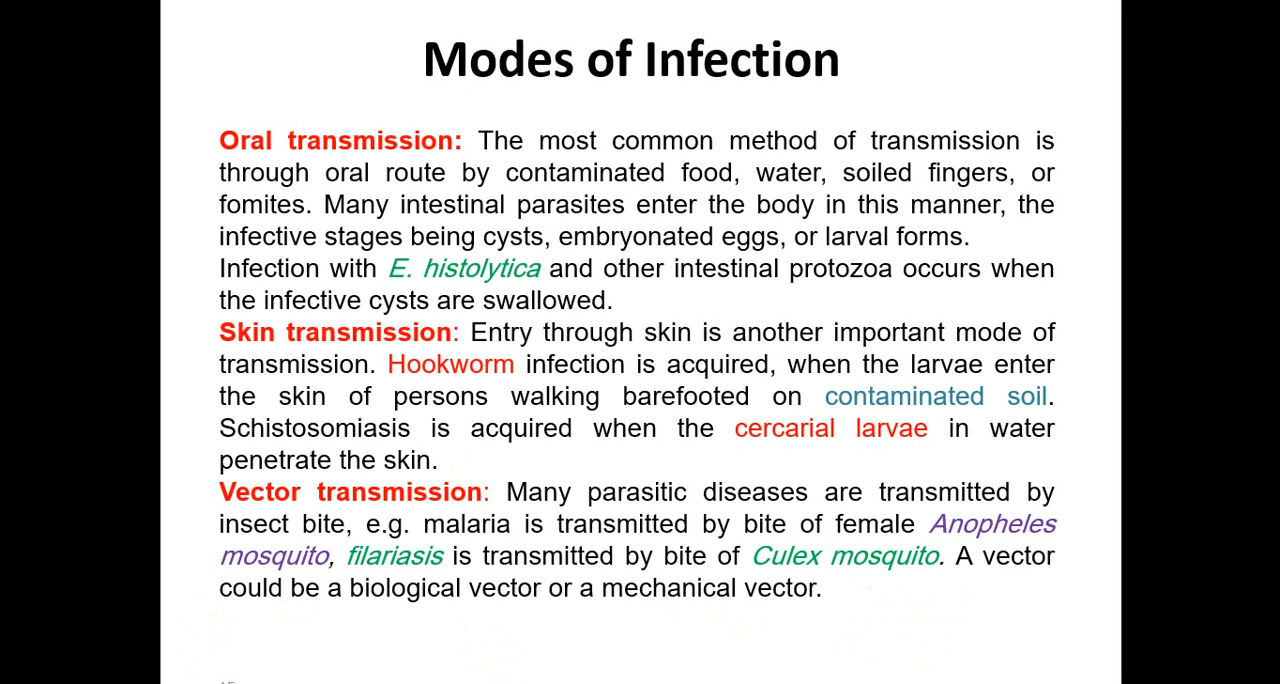 Modes of Infection
Oral transmission: The most common method of transmission is
through oral route by contaminated food, water, soiled fingers, or
fomites. Many intestinal parasites enter the body in this manner, the
infective stages being cysts, embryonated eggs, or larval forms.
Infection with E. histolytica and other intestinal protozoa occurs when
the infective cysts are swallowed.
Skin transmission: Entry through skin is another important mode of
transmission. Hookworm infection is acquired, when the larvae enter
the skin of persons walking barefooted on contaminated soil.
Schistosomiasis is acquired when the cercarial larvae in water
penetrate the skin.
Vector transmission: Many parasitic diseases are transmitted by
insect bite, e.g. malaria is transmitted by bite of female Anopheles
mosquito, filariasis is transmitted by bite of Culex mosquito. A vector
could be a biological vector or a mechanical vector.